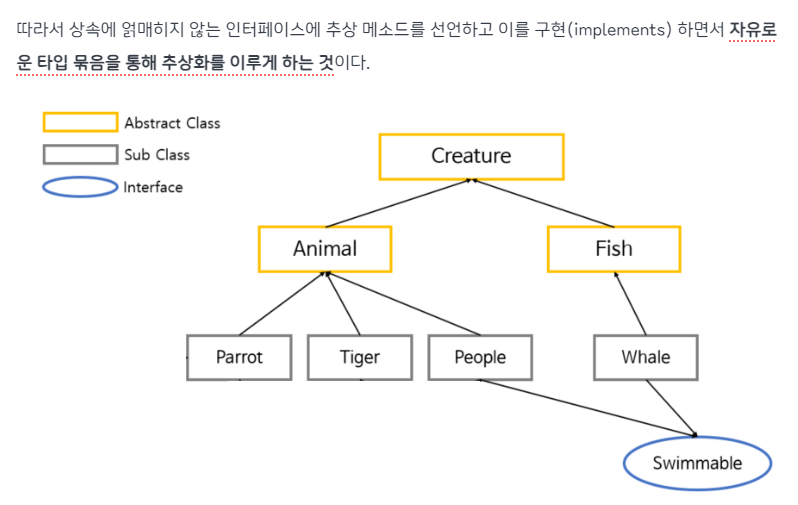 따라서 상속에 얽매히지 않는 인터페이스에 추상 메소드를 선언하고 이를 구현(implements) 하면서 자유로
운 타입 묶음을 통해 추상화를 이루게 하는 것이다.
Abstract Class
Sub Class
Interface
Creature
Animal
Fish
Parrot
Tiger
People
Whale
Swimmable